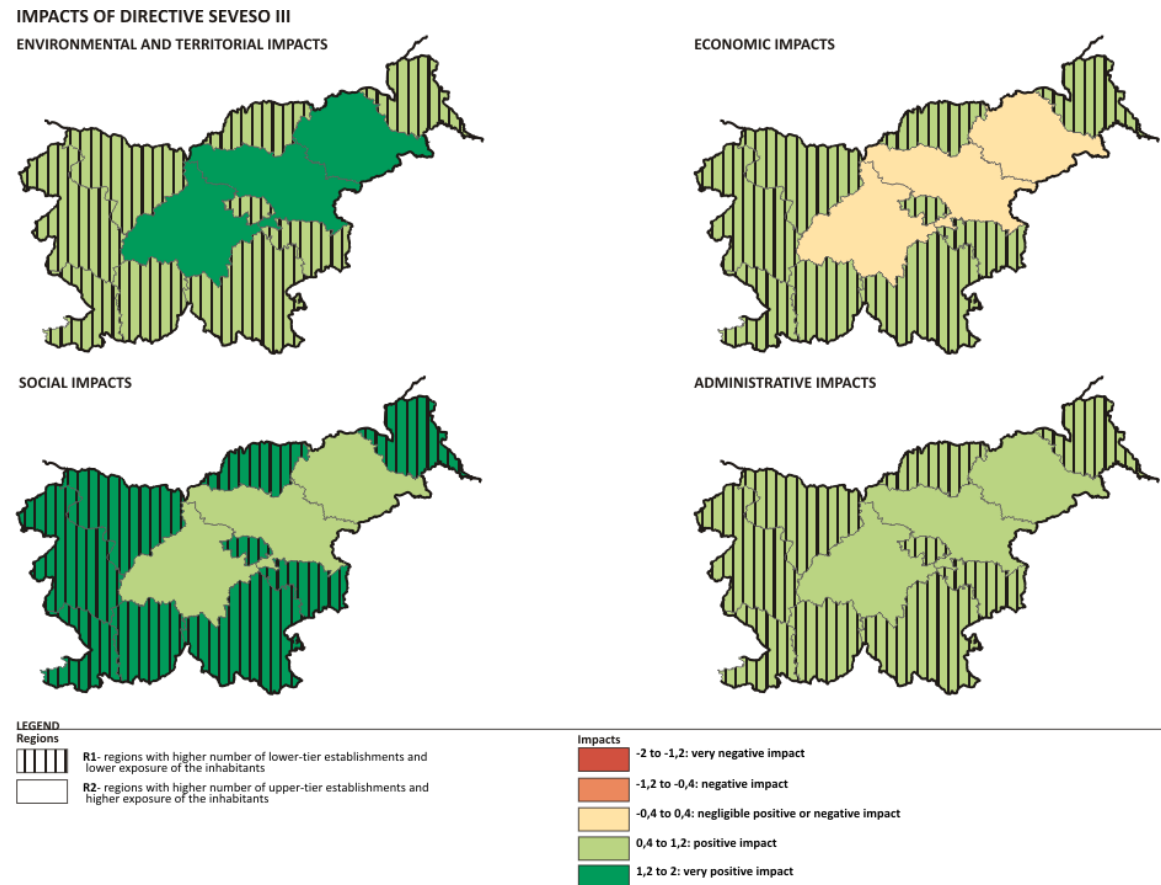 IMPACTS OF DIRECTIVE SEVESO III
ENVIRONMENTAL AND TERRITORIAL IMPACTS
ECONOMIC IMPACTS
SOCIAL IMPACTS
ADMINISTRATIVE IMPACTS
LEGEND
Regions
R1- regions with higher number of lower-tier establishments and
lower exposure of the inhabitants
R2- regions with higher number of upper-tier establishments and
higher exposure of the inhabitants
Impacts
-2 to -1,2: very negative impact
-1,2 to -0,4: negative impact
-0,4 to 0,4: negligible positive or negative impact
0,4 to 1,2: positive impact
1,2 to 2: very positive impact